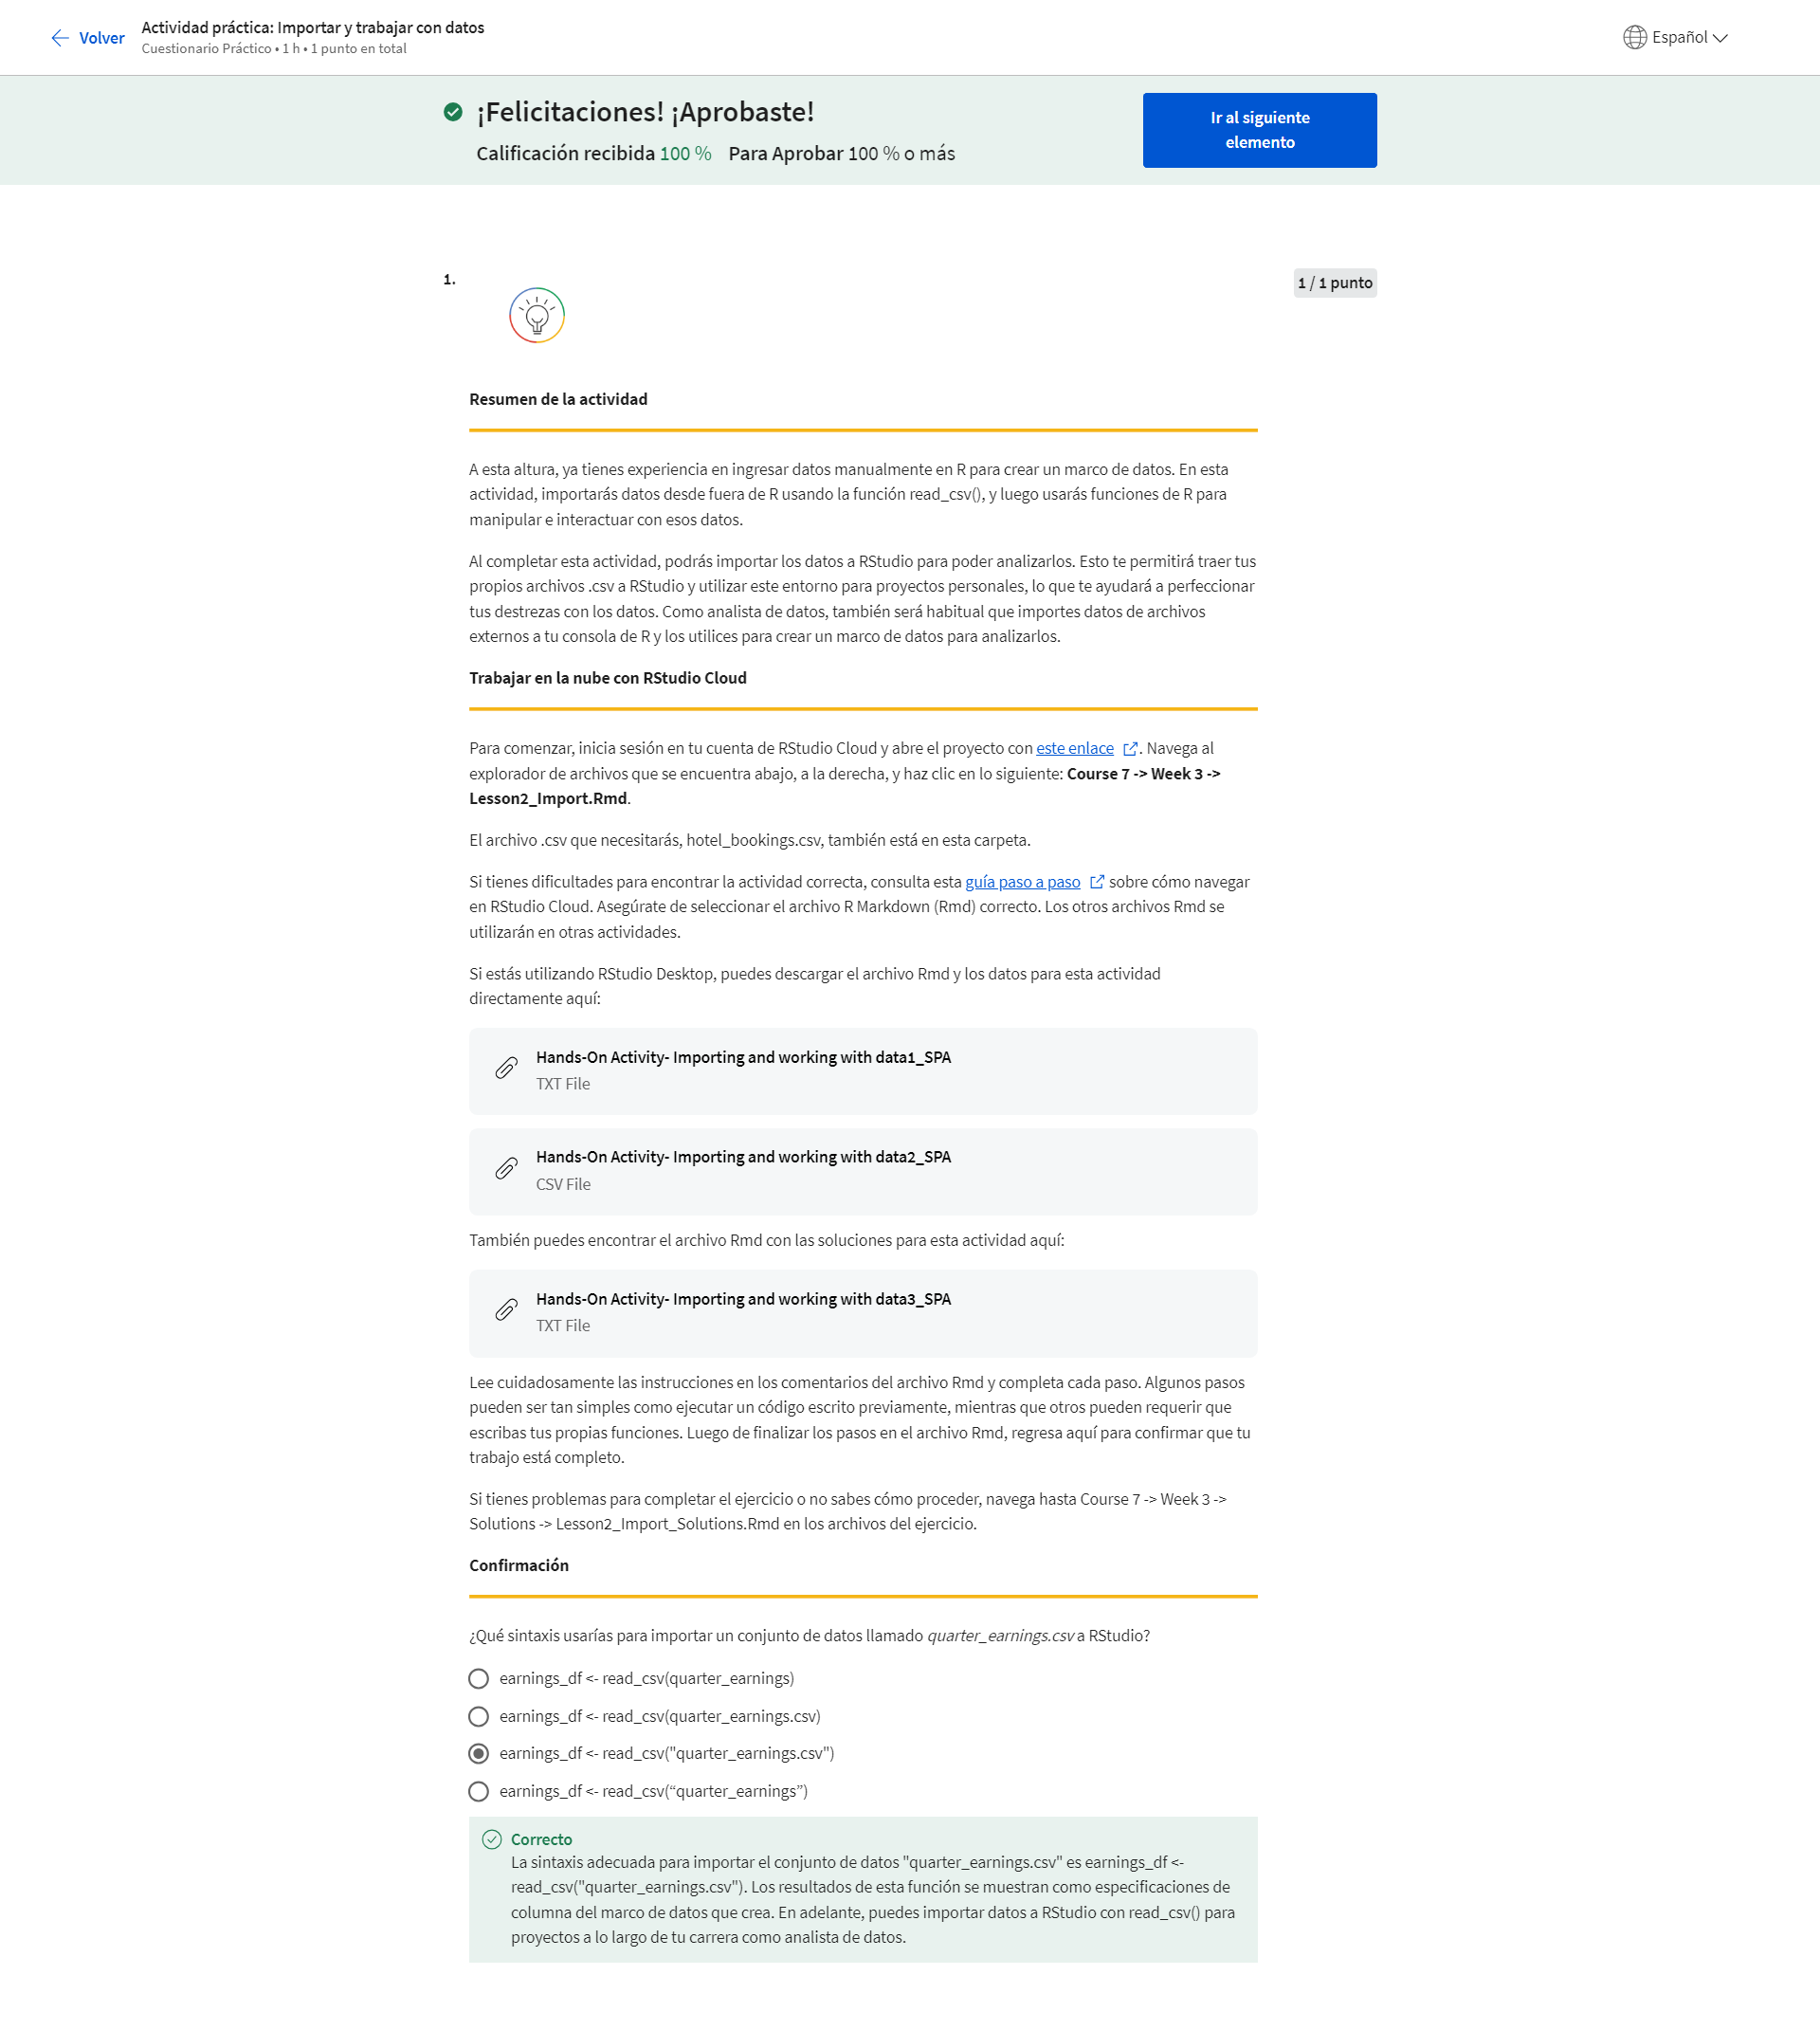 Volver
Actividad práctica: Importar y trabajar con datos
Cuestionario Práctico • 1 h • 1 punto en total
Español
¡Felicitaciones! ¡Aprobaste!
Calificación recibida 100 % Para Aprobar 100 % o más
Ir al siguiente
elemento
1.
1 / 1 punto
Resumen de la actividad
A esta altura, ya tienes experiencia en ingresar datos manualmente en R para crear un marco de datos. En esta
actividad, importarás datos desde fuera de R usando la función read_csv(), y luego usarás funciones de R para
manipular e interactuar con esos datos.
Al completar esta actividad, podrás importar los datos a RStudio para poder analizarlos. Esto te permitirá traer tus
propios archivos .csv a RStudio y utilizar este entorno para proyectos personales, lo que te ayudará a perfeccionar
tus destrezas con los datos. Como analista de datos, también será habitual que importes datos de archivos
externos a tu consola de R y los utilices para crear un marco de datos para analizarlos.
Trabajar en la nube con RStudio Cloud
Para comenzar, inicia sesión en tu cuenta de RStudio Cloud y abre el proyecto con este enlace. Navega al
explorador de archivos que se encuentra abajo, a la derecha, y haz clic en lo siguiente: Course 7 -> Week 3 ->
Lesson2_Import.Rmd.
El archivo .csv que necesitarás, hotel_bookings.csv, también está en esta carpeta.
Si tienes dificultades para encontrar la actividad correcta, consulta esta guía paso a paso sobre cómo navegar
en RStudio Cloud. Asegúrate de seleccionar el archivo R Markdown (Rmd) correcto. Los otros archivos Rmd se
utilizarán en otras actividades.
Si estás utilizando RStudio Desktop, puedes descargar el archivo Rmd y los datos para esta actividad
directamente aquí:
Hands-On Activity- Importing and working with data1_SPA
TXT File
Hands-On Activity- Importing and working with data2_SPA
CSV File
También puedes encontrar el archivo Rmd con las soluciones para esta actividad aquí:
Hands-On Activity- Importing and working with data3_SPA
TXT File
Lee cuidadosamente las instrucciones en los comentarios del archivo Rmd y completa cada paso. Algunos pasos
pueden ser tan simples como ejecutar un código escrito previamente, mientras que otros pueden requerir que
escribas tus propias funciones. Luego de finalizar los pasos en el archivo Rmd, regresa aquí para confirmar que tu
trabajo está completo.
Si tienes problemas para completar el ejercicio o no sabes cómo proceder, navega hasta Course 7 -> Week 3 ->
Solutions -> Lesson2_Import_Solutions.Rmd en los archivos del ejercicio.
Confirmación
¿Qué sintaxis usarías para importar un conjunto de datos llamado quarter_earnings.csv a RStudio?
earnings_df <- read_csv(quarter_earnings)
earnings_df <- read_csv(quarter_earnings.csv)
earnings_df <- read_csv("quarter_earnings.csv")
earnings_df <- read_csv(“quarter_earnings”)
Correcto
La sintaxis adecuada para importar el conjunto de datos "quarter_earnings.csv" es earnings_df <-
read_csv("quarter_earnings.csv"). Los resultados de esta función se muestran como especificaciones de
columna del marco de datos que crea. En adelante, puedes importar datos a RStudio con read_csv() para
proyectos a lo largo de tu carrera como analista de datos.